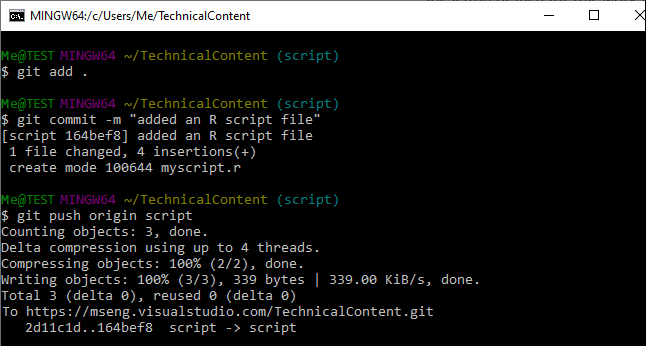 MINGW64:/c/Users/Me/TechnicalContent
Me@TEST MINGW64 ~/TechnicalContent (script)
$ git add .
Me@TEST MINGW64 ~/TechnicalContent (script)
$ git commit -m "added an R script file"
[script 164bef8] added an R script file
 1 file changed, 4 insertions(+)
 create mode 100644 myscript.r
Me@TEST MINGW64 ~/TechnicalContent (script)
$ git push origin script
Counting objects: 3, done.
Delta compression using up to 4 threads.
Compressing objects: 100% (2/2), done.
Writing objects: 100% (3/3), 339 bytes | 339.00 KiB/s, done.
Total 3 (delta 0), reused 0 (delta 0)
To https://mseng.visualstudio.com/TechnicalContent.git
   2d11c1d..164bef8  script -> script